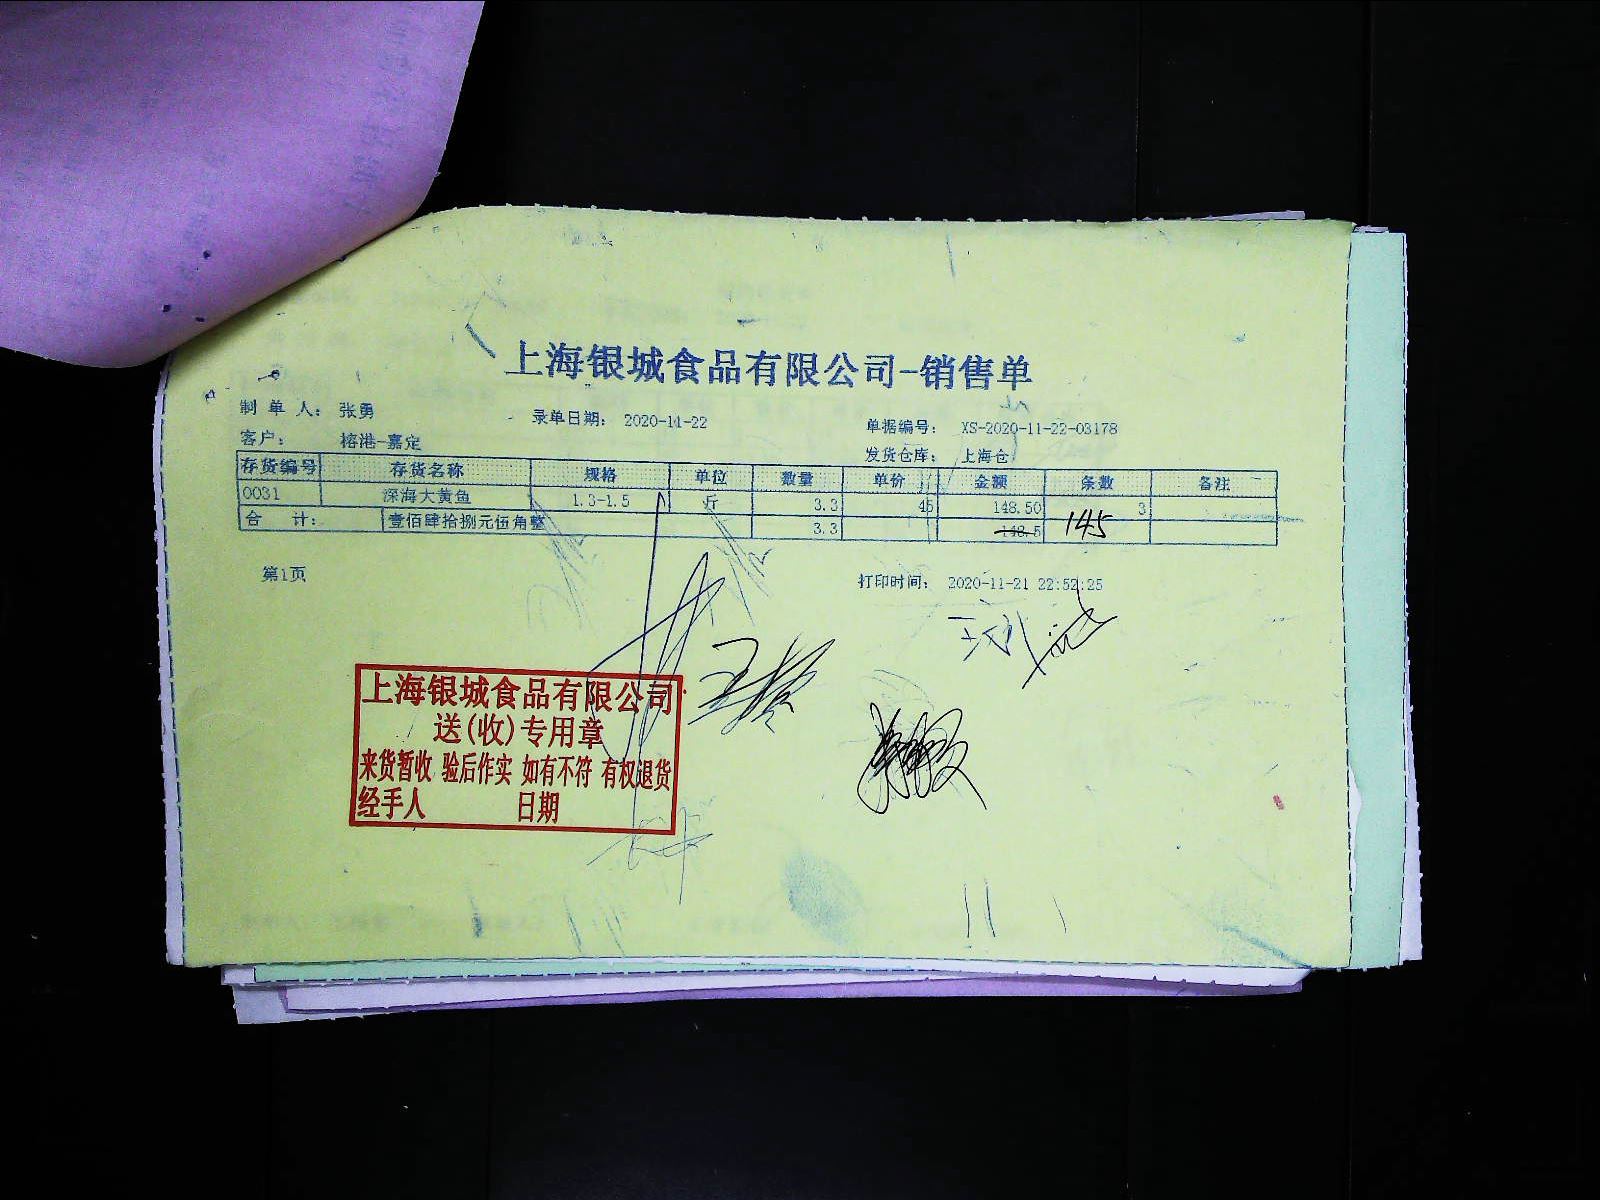 上海银城食品有限公司-销售单
制 单 人： 张勇 录单日期： 2020-11-22 单据编号： XS-2020-11-22-03178
客户： 榕港-嘉定 发货仓库： 上海仓
存货编号 存货名称 规格 单位 数量 单价 金额 条数 备注
0031 深海大黄鱼 1.3-1.5 斤 3.3 45 148.50 3
合 计： 壹佰肆拾捌元伍角整 3.3 148.5 145
第1页 打印时间： 2020-11-21 22:52:25
上海银城食品有限公司
送(收)专用章
来货暂收 验后作实 如有不符 有权退货
经手人 日期